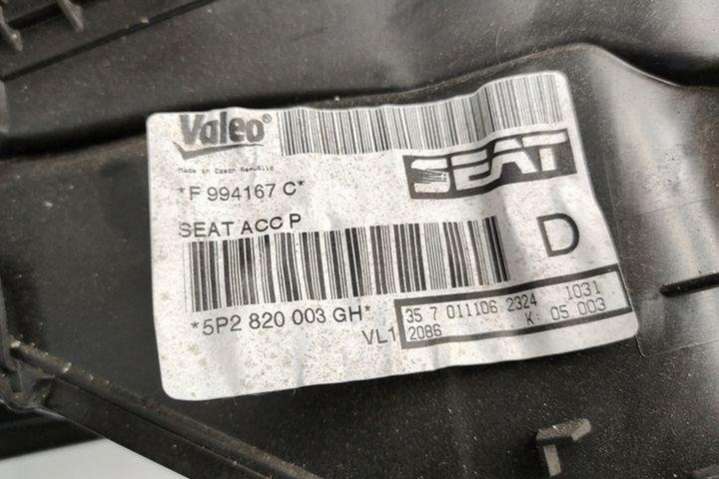 Valeo®
SEAT
Made in Czech Republic
*F 994167 C*
SEAT ACC P
D
*5P2 820 003 GH*
VL1
35 7 011106 2324 1031
2086 K: 05 003